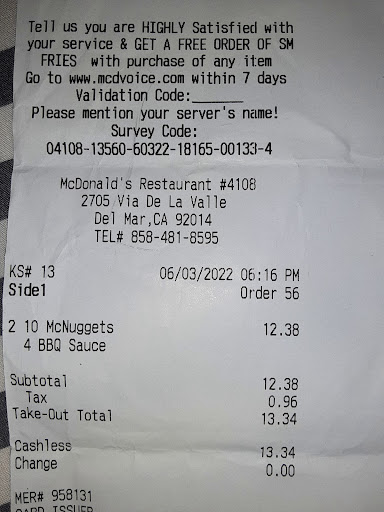 Tell us you are HIGHLY Satisfied with
your service & GET A FREE ORDER OF SM
FRIES with purchase of any item
Go to www.mcdvoice.com within 7 days
Validation Code:______
Please mention your server's name!
Survey Code:
04108-13560-60322-18165-00133-4
McDonald's Restaurant #4108
2705 Via De La Valle
Del Mar,CA 92014
TEL# 858-481-8595
KS# 13 06/03/2022 06:16 PM
Side1 Order 56
2 10 McNuggets 12.38
4 BBQ Sauce
Subtotal 12.38
Tax 0.96
Take-Out Total 13.34
Cashless 13.34
Change 0.00
MER# 958131
CARD ISSUER